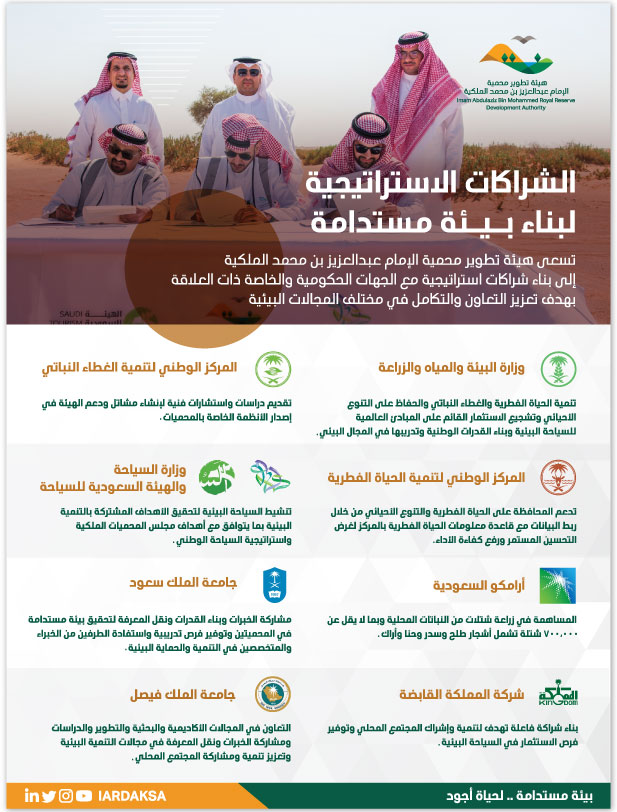 هيئة تطوير محمية
الإمام عبدالعزيز بن محمد الملكية
Imam Abdulaziz Bin Mohammed Royal Reserve
Development Authority
الشراكات الاستراتيجية
لبناء بـيـئة مستدامة
تسعى هيئة تطوير محمية الإمام عبدالعزيز بن محمد الملكية
إلى بناء شراكات استراتيجية مع الجهات الحكومية والخاصة ذات العلاقة
بهدف تعزيز التعاون والتكامل في مختلف المجالات البيئية
الهيئة
SAUDI
وزارة البيئة والمياه والزراعة
تنمية الحياة الفطرية والغطاء النباتي والحفاظ على التنوع
الأحيائي وتشجيع الاستثمار القائم على المبادئ العالمية
للسياحة البيئية وبناء القدرات الوطنية وتدريبها في المجال البيئي.
المركز الوطني لتنمية الغطاء النباتي
تقديم دراسات واستشارات فنية لإنشاء مشاتل ودعم الهيئة في
إصدار الأنظمة الخاصة بالمحميات.
المركز الوطني لتنمية الحياة الفطرية
تدعم المحافظة على الحياة الفطرية والتنوع الأحيائي من خلال
ربط البيانات مع قاعدة معلومات الحياة الفطرية بالمركز لغرض
التحسين المستمر ورفع كفاءة الأداء.
وزارة السياحة
والهيئة السعودية للسياحة
تنشيط السياحة البيئية لتحقيق الأهداف المشتركة بالتنمية
البيئية بما يتوافق مع أهداف مجلس المحميات الملكية
واستراتيجية السياحة الوطني.
أرامكو السعودية
المساهمة في زراعة شتلات من النباتات المحلية وبما لا يقل عن
٧٠٠,٠٠٠ شتلة تشمل أشجار طلح وسدر وحنا وأراك.
جامعة الملك سعود
مشاركة الخبرات وبناء القدرات ونقل المعرفة لتحقيق بيئة مستدامة
في المحميتين وتوفير فرص تدريبية واستفادة الطرفين من الخبراء
والمتخصصين في التنمية والحماية البيئية.
المملكة
KINGDOM
شركة المملكة القابضة
بناء شراكة فاعلة تهدف لتنمية وإشراك المجتمع المحلي وتوفير
فرص الاستثمار في السياحة البيئية.
جامعة الملك فيصل
التعاون في المجالات الأكاديمية والبحثية والتطوير والدراسات
ومشاركة الخبرات ونقل المعرفة في مجالات التنمية البيئية
وتعزيز تنمية ومشاركة المجتمع المحلي.
بيئة مستدامة .. لحياة أجود
IARDAKSA